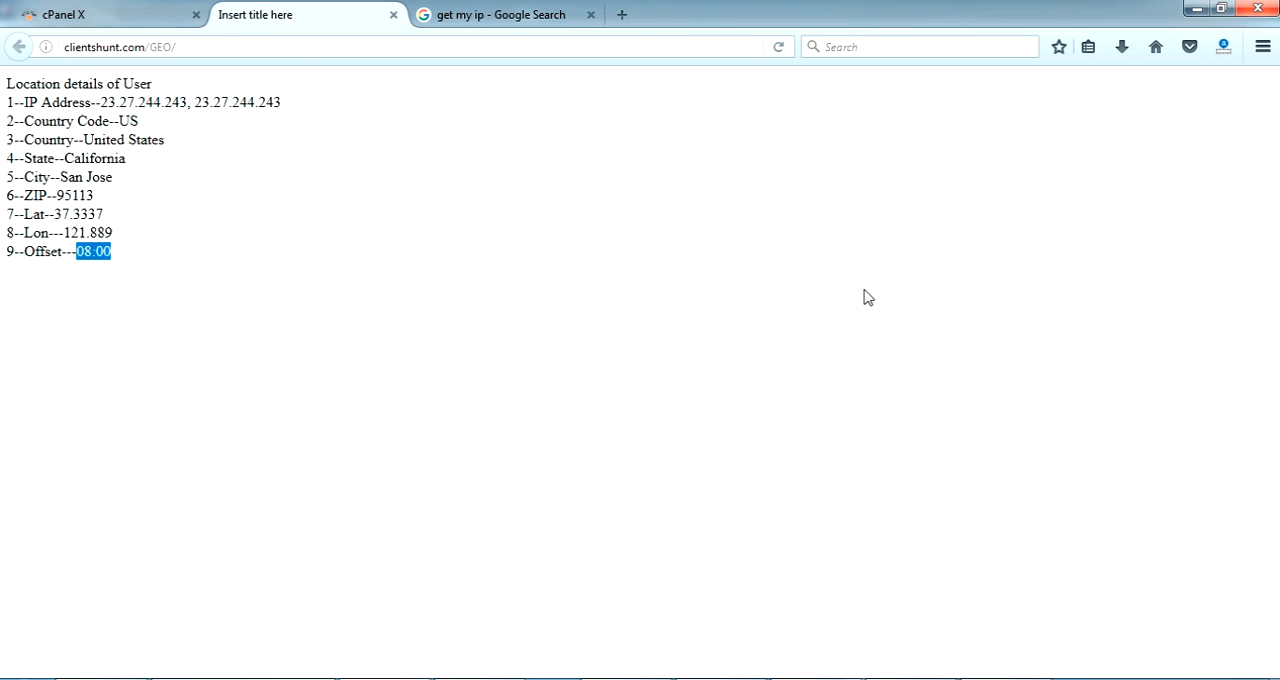 cPanel X
Insert title here
get my ip - Google Search
clientshunt.com/GEO/
Search
Location details of User
1--IP Address--23.27.244.243, 23.27.244.243
2--Country Code--US
3--Country--United States
4--State--California
5--City--San Jose
6--ZIP--95113
7--Lat--37.3337
8--Lon---121.889
9--Offset---08:00